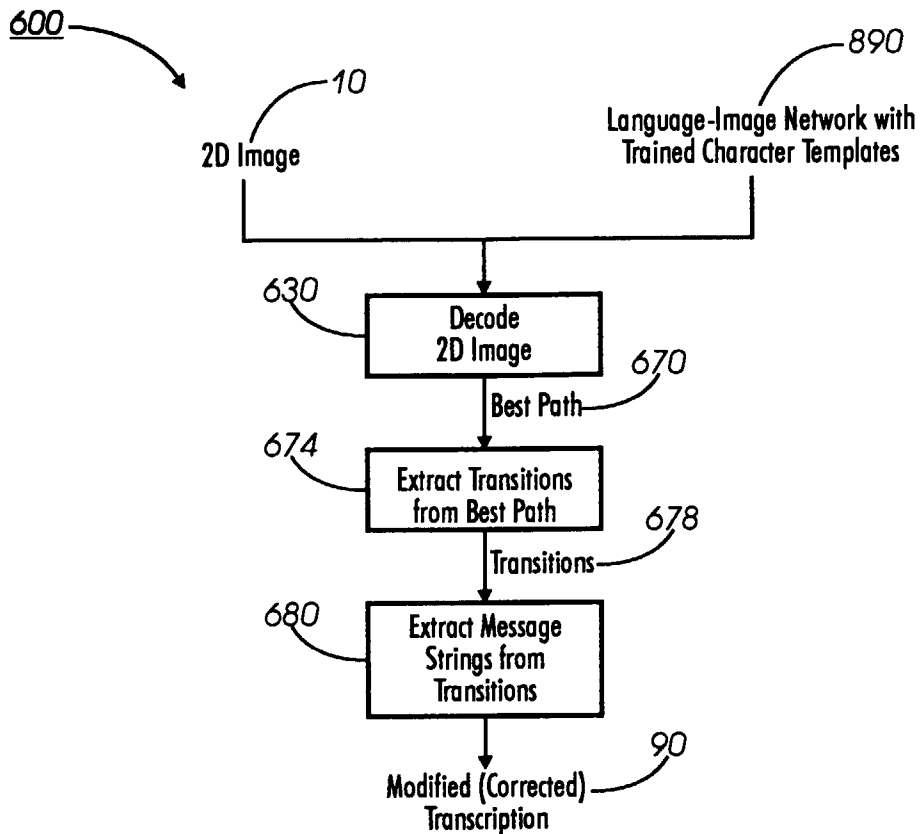 600
10
890
2D Image
Language-Image Network with
Trained Character Templates
630
Decode
2D Image
670
Best Path
674
Extract Transitions
from Best Path
678
Transitions
680
Extract Message
Strings from
Transitions
90
Modified (Corrected)
Transcription